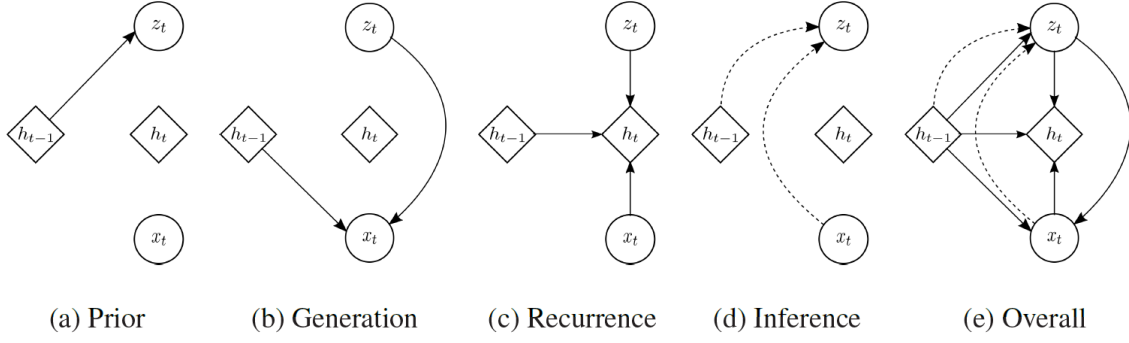 z_t z_t z_t z_t z_t
h_{t-1} h_t h_{t-1} h_t h_{t-1} h_t h_{t-1} h_t h_{t-1} h_t
x_t x_t x_t x_t x_t
(a) Prior (b) Generation (c) Recurrence (d) Inference (e) Overall